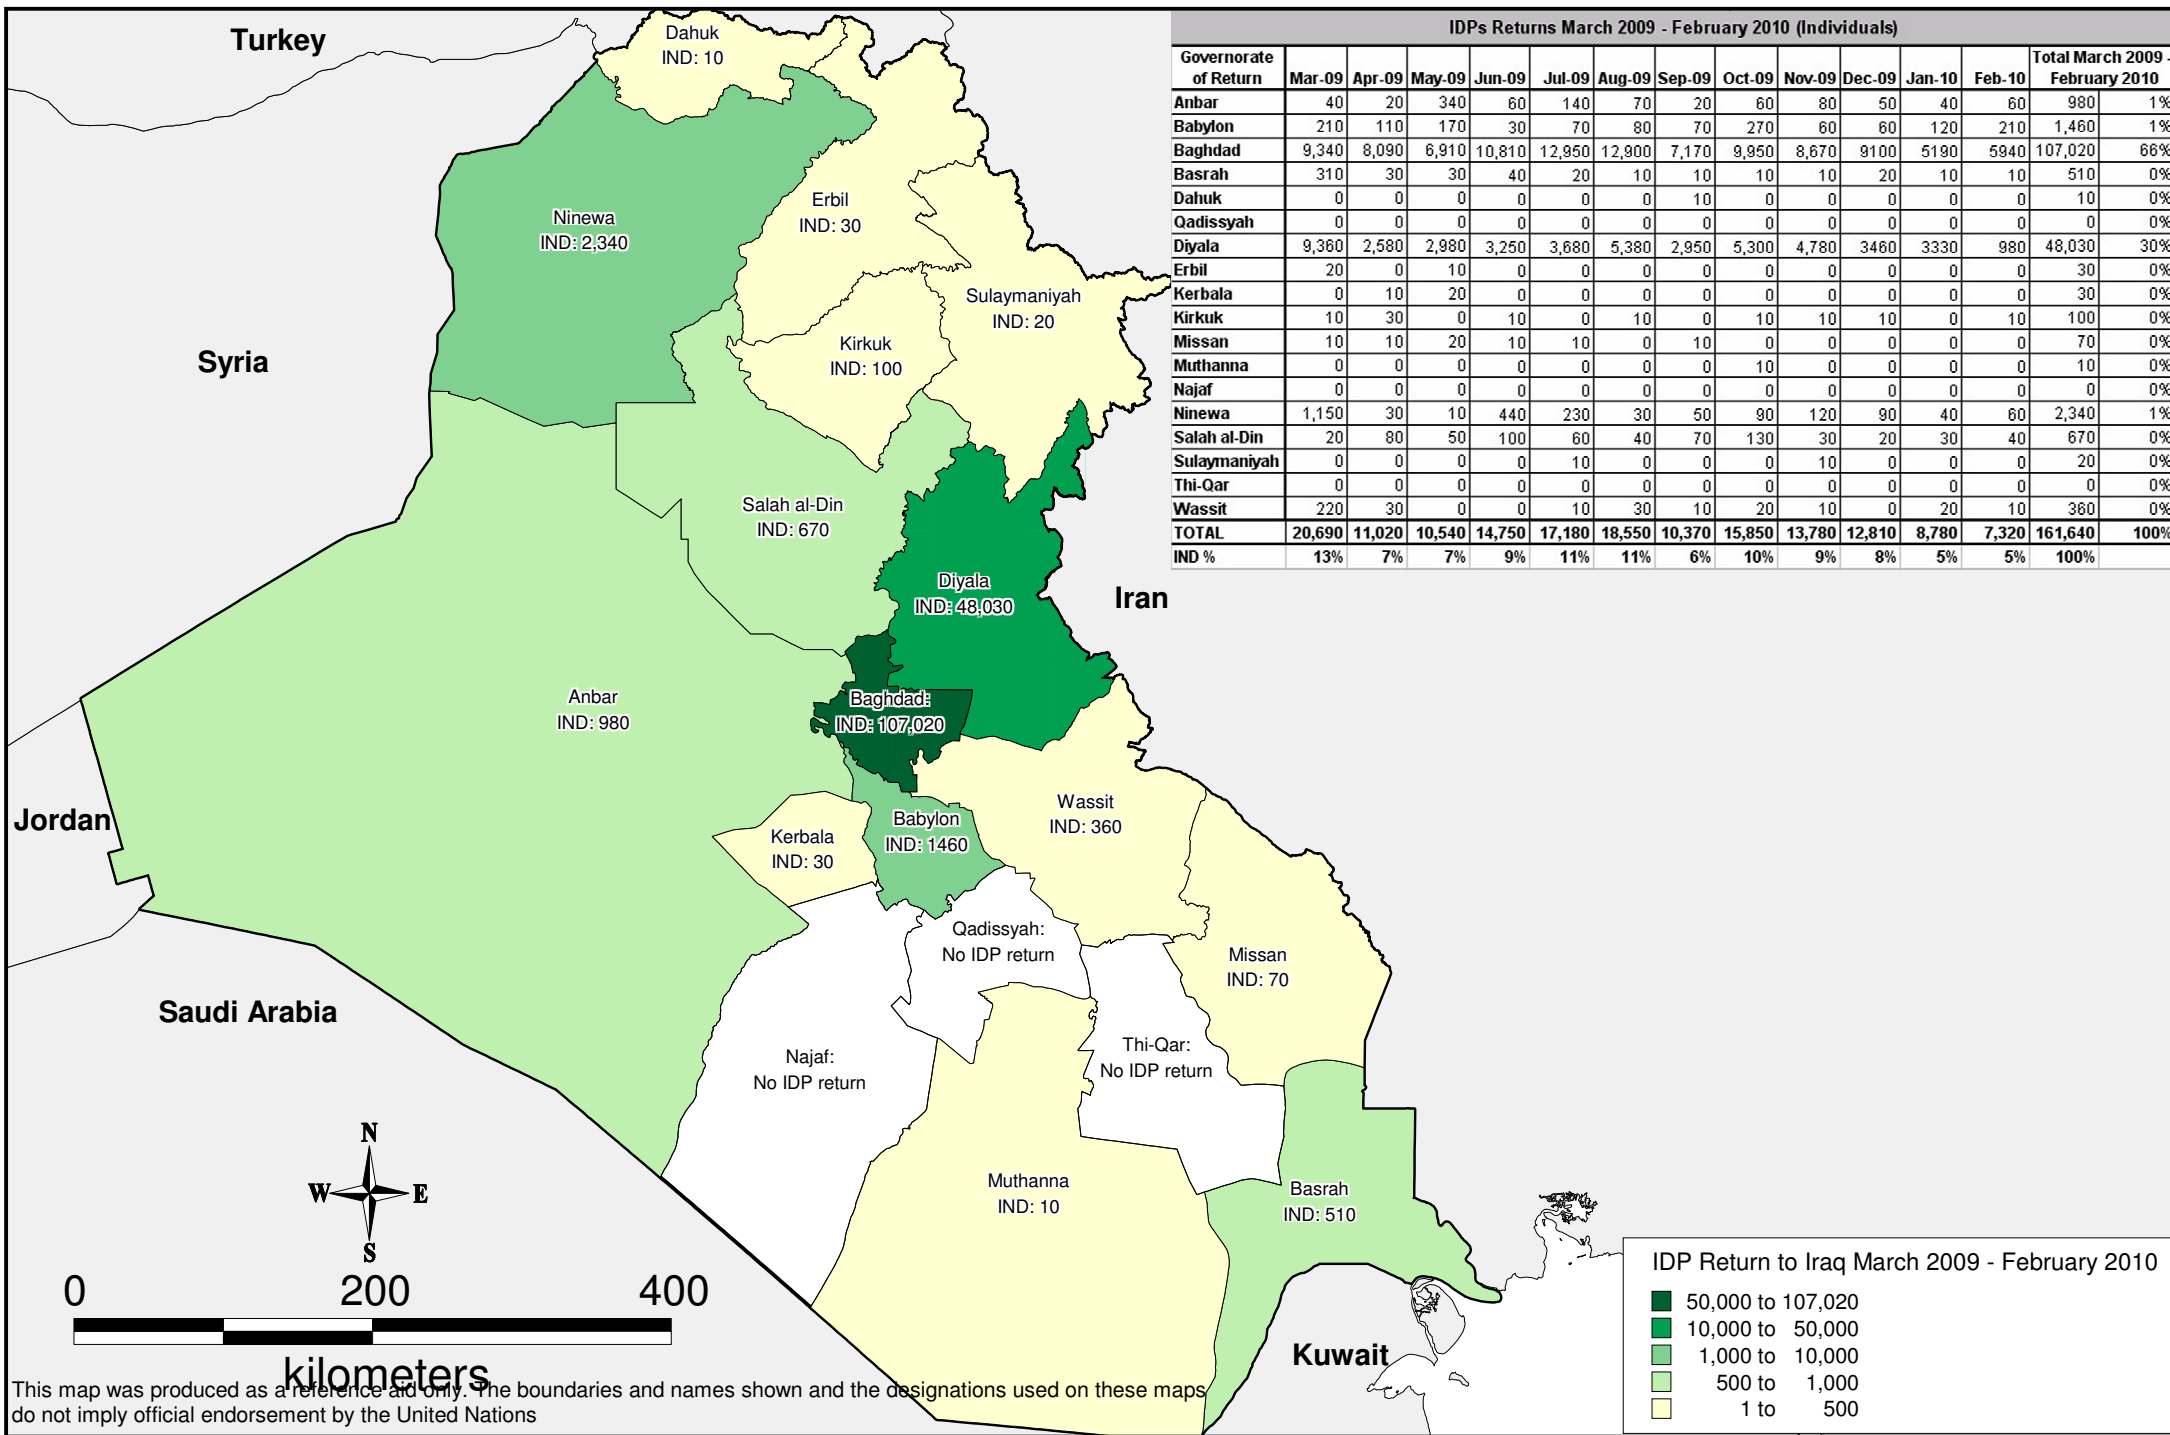 Turkey
Dahuk
IND: 10
Ninewa
IND: 2,340
Erbil
IND: 30
Sulaymaniyah
IND: 20
Kirkuk
IND: 100
Syria
Salah al-Din
IND: 670
Diyala
IND: 48,030
Iran
Anbar
IND: 980
Baghdad:
IND: 107,020
Jordan
Wassit
IND: 360
Babylon
IND: 1460
Kerbala
IND: 30
Qadissyah:
No IDP return
Missan
IND: 70
Saudi Arabia
Najaf:
No IDP return
Thi-Qar:
No IDP return
Muthanna
IND: 10
Basrah
IND: 510
Kuwait
N
W E
S
0 200 400
kilometers
This map was produced as a reference aid only. The boundaries and names shown and the designations used on these maps
do not imply official endorsement by the United Nations
IDPs Returns March 2009 - February 2010 (Individuals)
Governorate of Return Mar-09 Apr-09 May-09 Jun-09 Jul-09 Aug-09 Sep-09 Oct-09 Nov-09 Dec-09 Jan-10 Feb-10 Total March 2009 - February 2010
Anbar 40 20 340 60 140 70 20 60 80 50 40 60 980 1%
Babylon 210 110 170 30 70 80 70 270 60 60 120 210 1,460 1%
Baghdad 9,340 8,090 6,910 10,810 12,950 12,900 7,170 9,950 8,670 9100 5190 5940 107,020 66%
Basrah 310 30 30 40 20 10 10 10 10 20 10 10 510 0%
Dahuk 0 0 0 0 0 0 10 0 0 0 0 0 10 0%
Qadissyah 0 0 0 0 0 0 0 0 0 0 0 0 0 0%
Diyala 9,360 2,580 2,980 3,250 3,680 5,380 2,950 5,300 4,780 3460 3330 980 48,030 30%
Erbil 20 0 10 0 0 0 0 0 0 0 0 0 30 0%
Kerbala 0 10 20 0 0 0 0 0 0 0 0 0 30 0%
Kirkuk 10 30 0 10 0 10 0 10 10 10 0 10 100 0%
Missan 10 10 20 10 10 0 10 0 0 0 0 0 70 0%
Muthanna 0 0 0 0 0 0 0 10 0 0 0 0 10 0%
Najaf 0 0 0 0 0 0 0 0 0 0 0 0 0 0%
Ninewa 1,150 30 10 440 230 30 50 90 120 90 40 60 2,340 1%
Salah al-Din 20 80 50 100 60 40 70 130 30 20 30 40 670 0%
Sulaymaniyah 0 0 0 0 10 0 0 0 10 0 0 0 20 0%
Thi-Qar 0 0 0 0 0 0 0 0 0 0 0 0 0 0%
Wassit 220 30 0 0 10 30 10 20 10 0 20 10 360 0%
TOTAL 20,690 11,020 10,540 14,750 17,180 18,550 10,370 15,850 13,780 12,810 8,780 7,320 161,640 100%
IND % 13% 7% 7% 9% 11% 11% 6% 10% 9% 8% 5% 5% 100%
IDP Return to Iraq March 2009 - February 2010
50,000 to 107,020
10,000 to 50,000
1,000 to 10,000
500 to 1,000
1 to 500